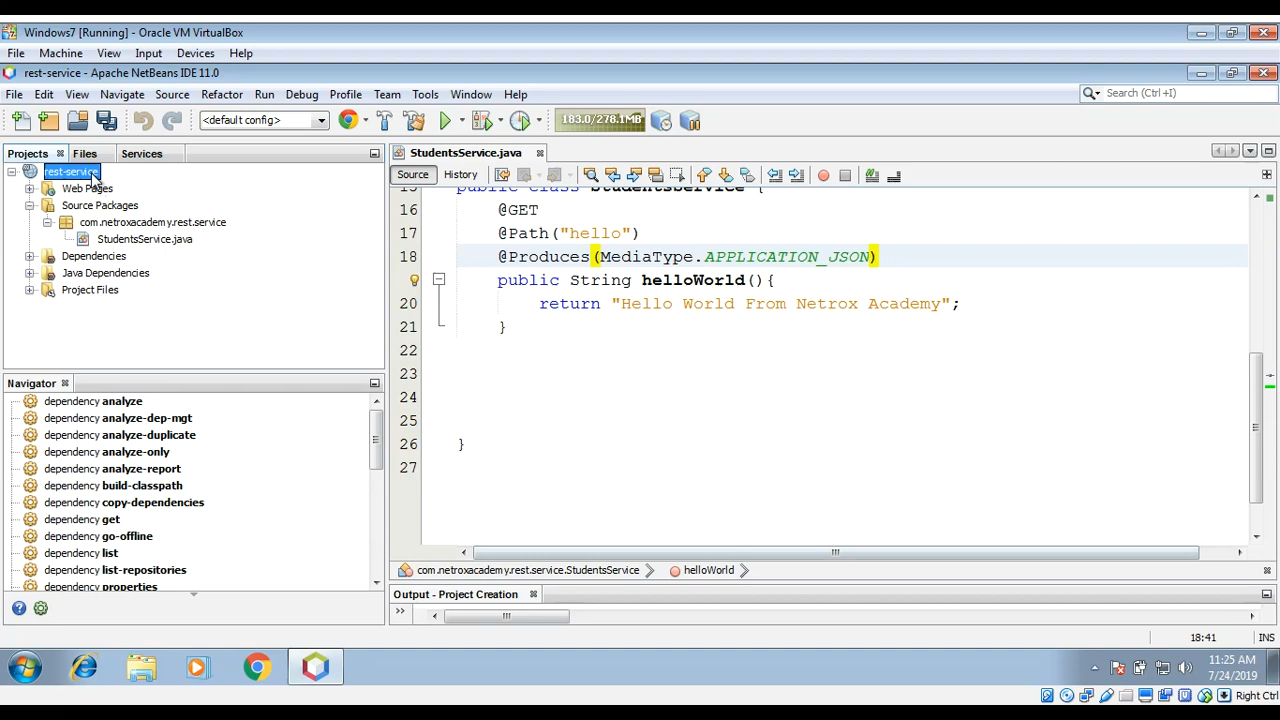 Windows7 [Running] - Oracle VM VirtualBox
File Machine View Input Devices Help
rest-service - Apache NetBeans IDE 11.0
File Edit View Navigate Source Refactor Run Debug Profile Team Tools Window Help
Search (Ctrl+I)
<default config>
183.0/278.1MB
Projects Files Services
rest-service
Web Pages
Source Packages
com.netroxacademy.rest.service
StudentsService.java
Dependencies
Java Dependencies
Project Files
Navigator
dependency analyze
dependency analyze-dep-mgt
dependency analyze-duplicate
dependency analyze-only
dependency analyze-report
dependency build-classpath
dependency copy-dependencies
dependency get
dependency go-offline
dependency list
dependency list-repositories
dependency properties
StudentsService.java
Source History
15 public class StudentsService {
16 @GET
17 @Path("hello")
18 @Produces(MediaType.APPLICATION_JSON)
public String helloWorld(){
20 return "Hello World From Netrox Academy";
21 }
22
23
24
25
26 }
27
com.netroxacademy.rest.service.StudentsService helloWorld
Output - Project Creation
18:41 INS
11:25 AM
7/24/2019
Right Ctrl